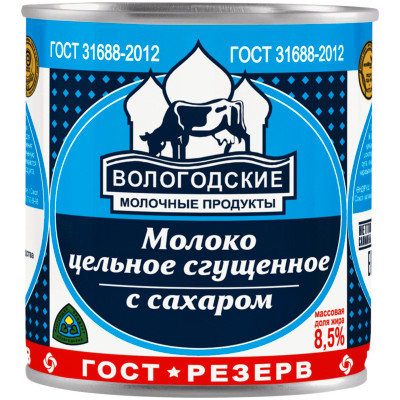 ГОСТ 31688-2012 ГОСТ 31688-2012
ВОЛОГОДСКИЕ
МОЛОЧНЫЕ ПРОДУКТЫ
Молоко
цельное сгущенное
с сахаром
массовая
доля жира
8,5%
ГОСТ★РЕЗЕРВ